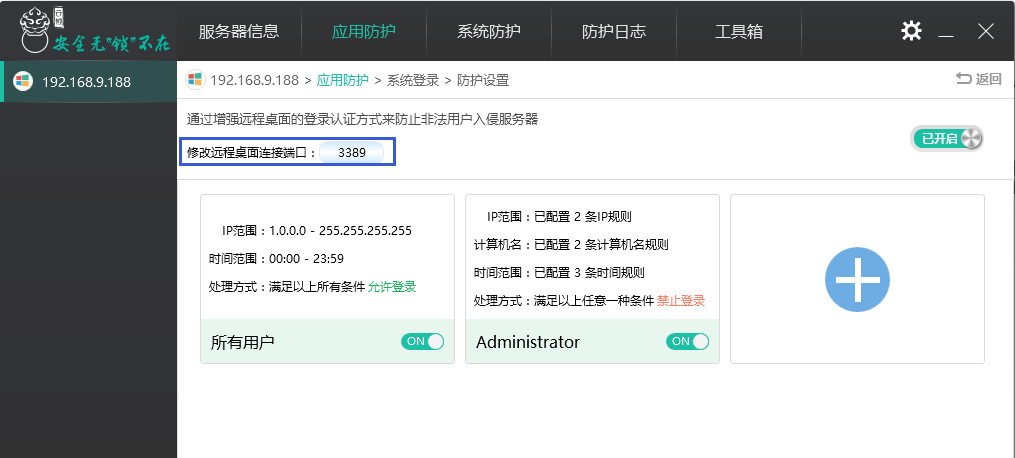 安全无"锁"不在
服务器信息 应用防护 系统防护 防护日志 工具箱
192.168.9.188
192.168.9.188 > 应用防护 > 系统登录 > 防护设置
返回
通过增强远程桌面的登录认证方式来防止非法用户入侵服务器
已开启
修改远程桌面连接端口：3389
IP范围：1.0.0.0 - 255.255.255.255
时间范围：00:00 - 23:59
处理方式：满足以上所有条件 允许登录
所有用户
ON
IP范围：已配置 2 条IP规则
计算机名：已配置 2 条计算机名规则
时间范围：已配置 3 条时间规则
处理方式：满足以上任意一种条件 禁止登录
Administrator
ON